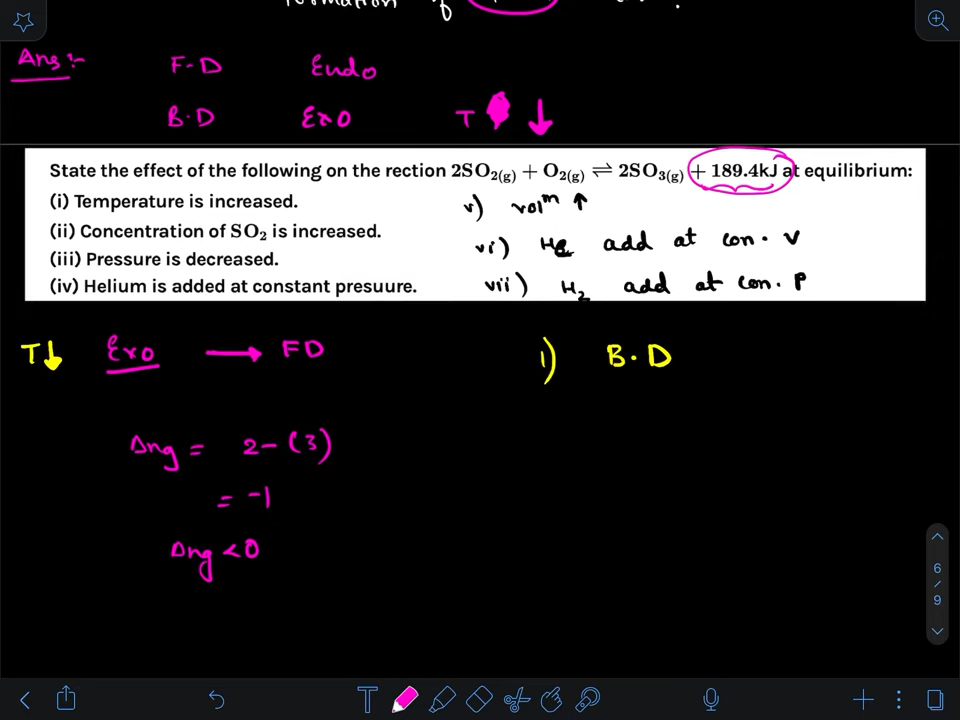 formation of
Ans :- F.D Endo
B.D Exo T ↓
State the effect of the following on the rection 2SO₂(g) + O₂(g) ⇌ 2SO₃(g) + 189.4kJ at equilibrium:
(i) Temperature is increased.
(ii) Concentration of SO₂ is increased.
(iii) Pressure is decreased.
(iv) Helium is added at constant presuure.
v) volᵐ ↑
vi) He add at con. V
vii) H₂ add at con. P
T↓ Exo → FD
i) B.D
Δng = 2-(3)
= -1
Δng <0
6
/
9
T